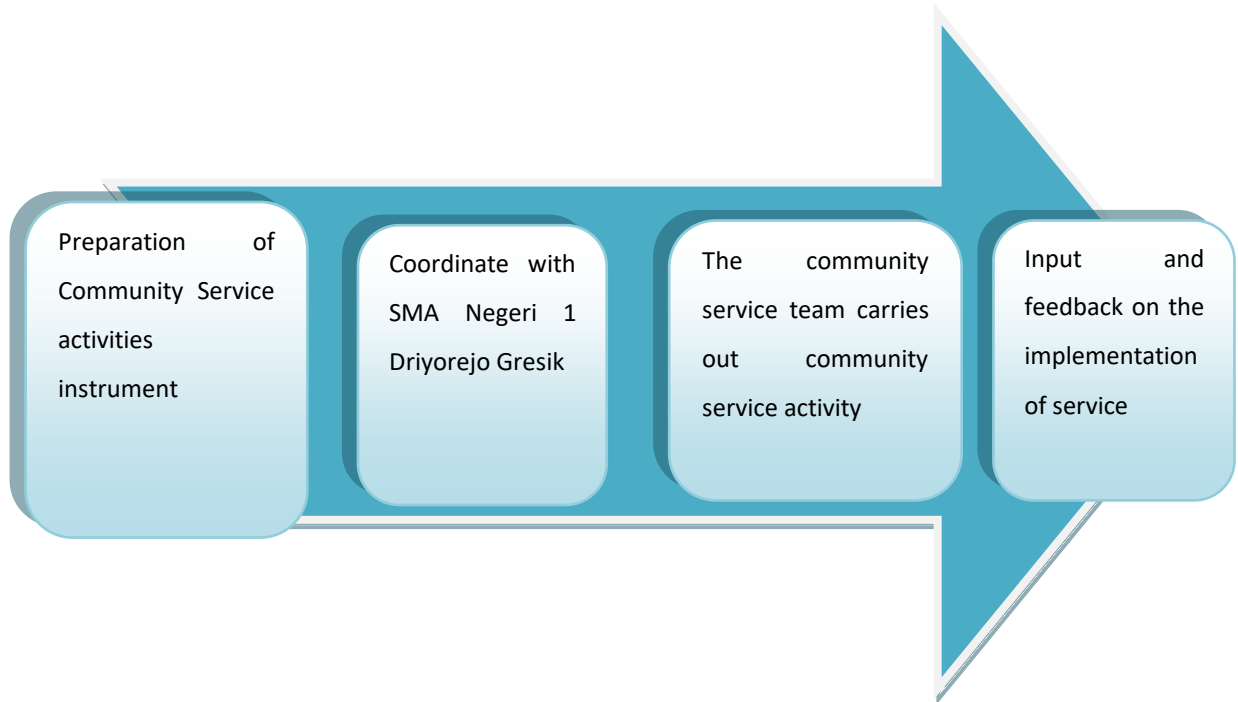 Preparation of
Community Service
activities
instrument
Coordinate with
SMA Negeri 1
Driyorejo Gresik
The community
service team carries
out community
service activity
Input and
feedback on the
implementation
of service